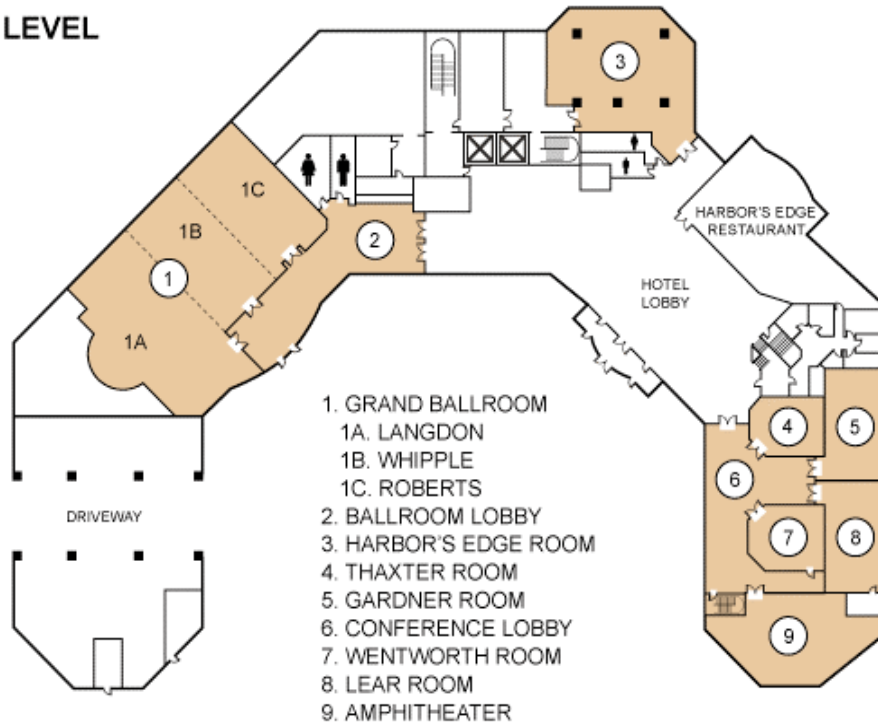 LEVEL
3
1C
1B
2
1
1A
HARBOR'S EDGE
RESTAURANT
HOTEL
LOBBY
4
5
6
7
8
9
DRIVEWAY
1. GRAND BALLROOM
1A. LANGDON
1B. WHIPPLE
1C. ROBERTS
2. BALLROOM LOBBY
3. HARBOR'S EDGE ROOM
4. THAXTER ROOM
5. GARDNER ROOM
6. CONFERENCE LOBBY
7. WENTWORTH ROOM
8. LEAR ROOM
9. AMPHITHEATER